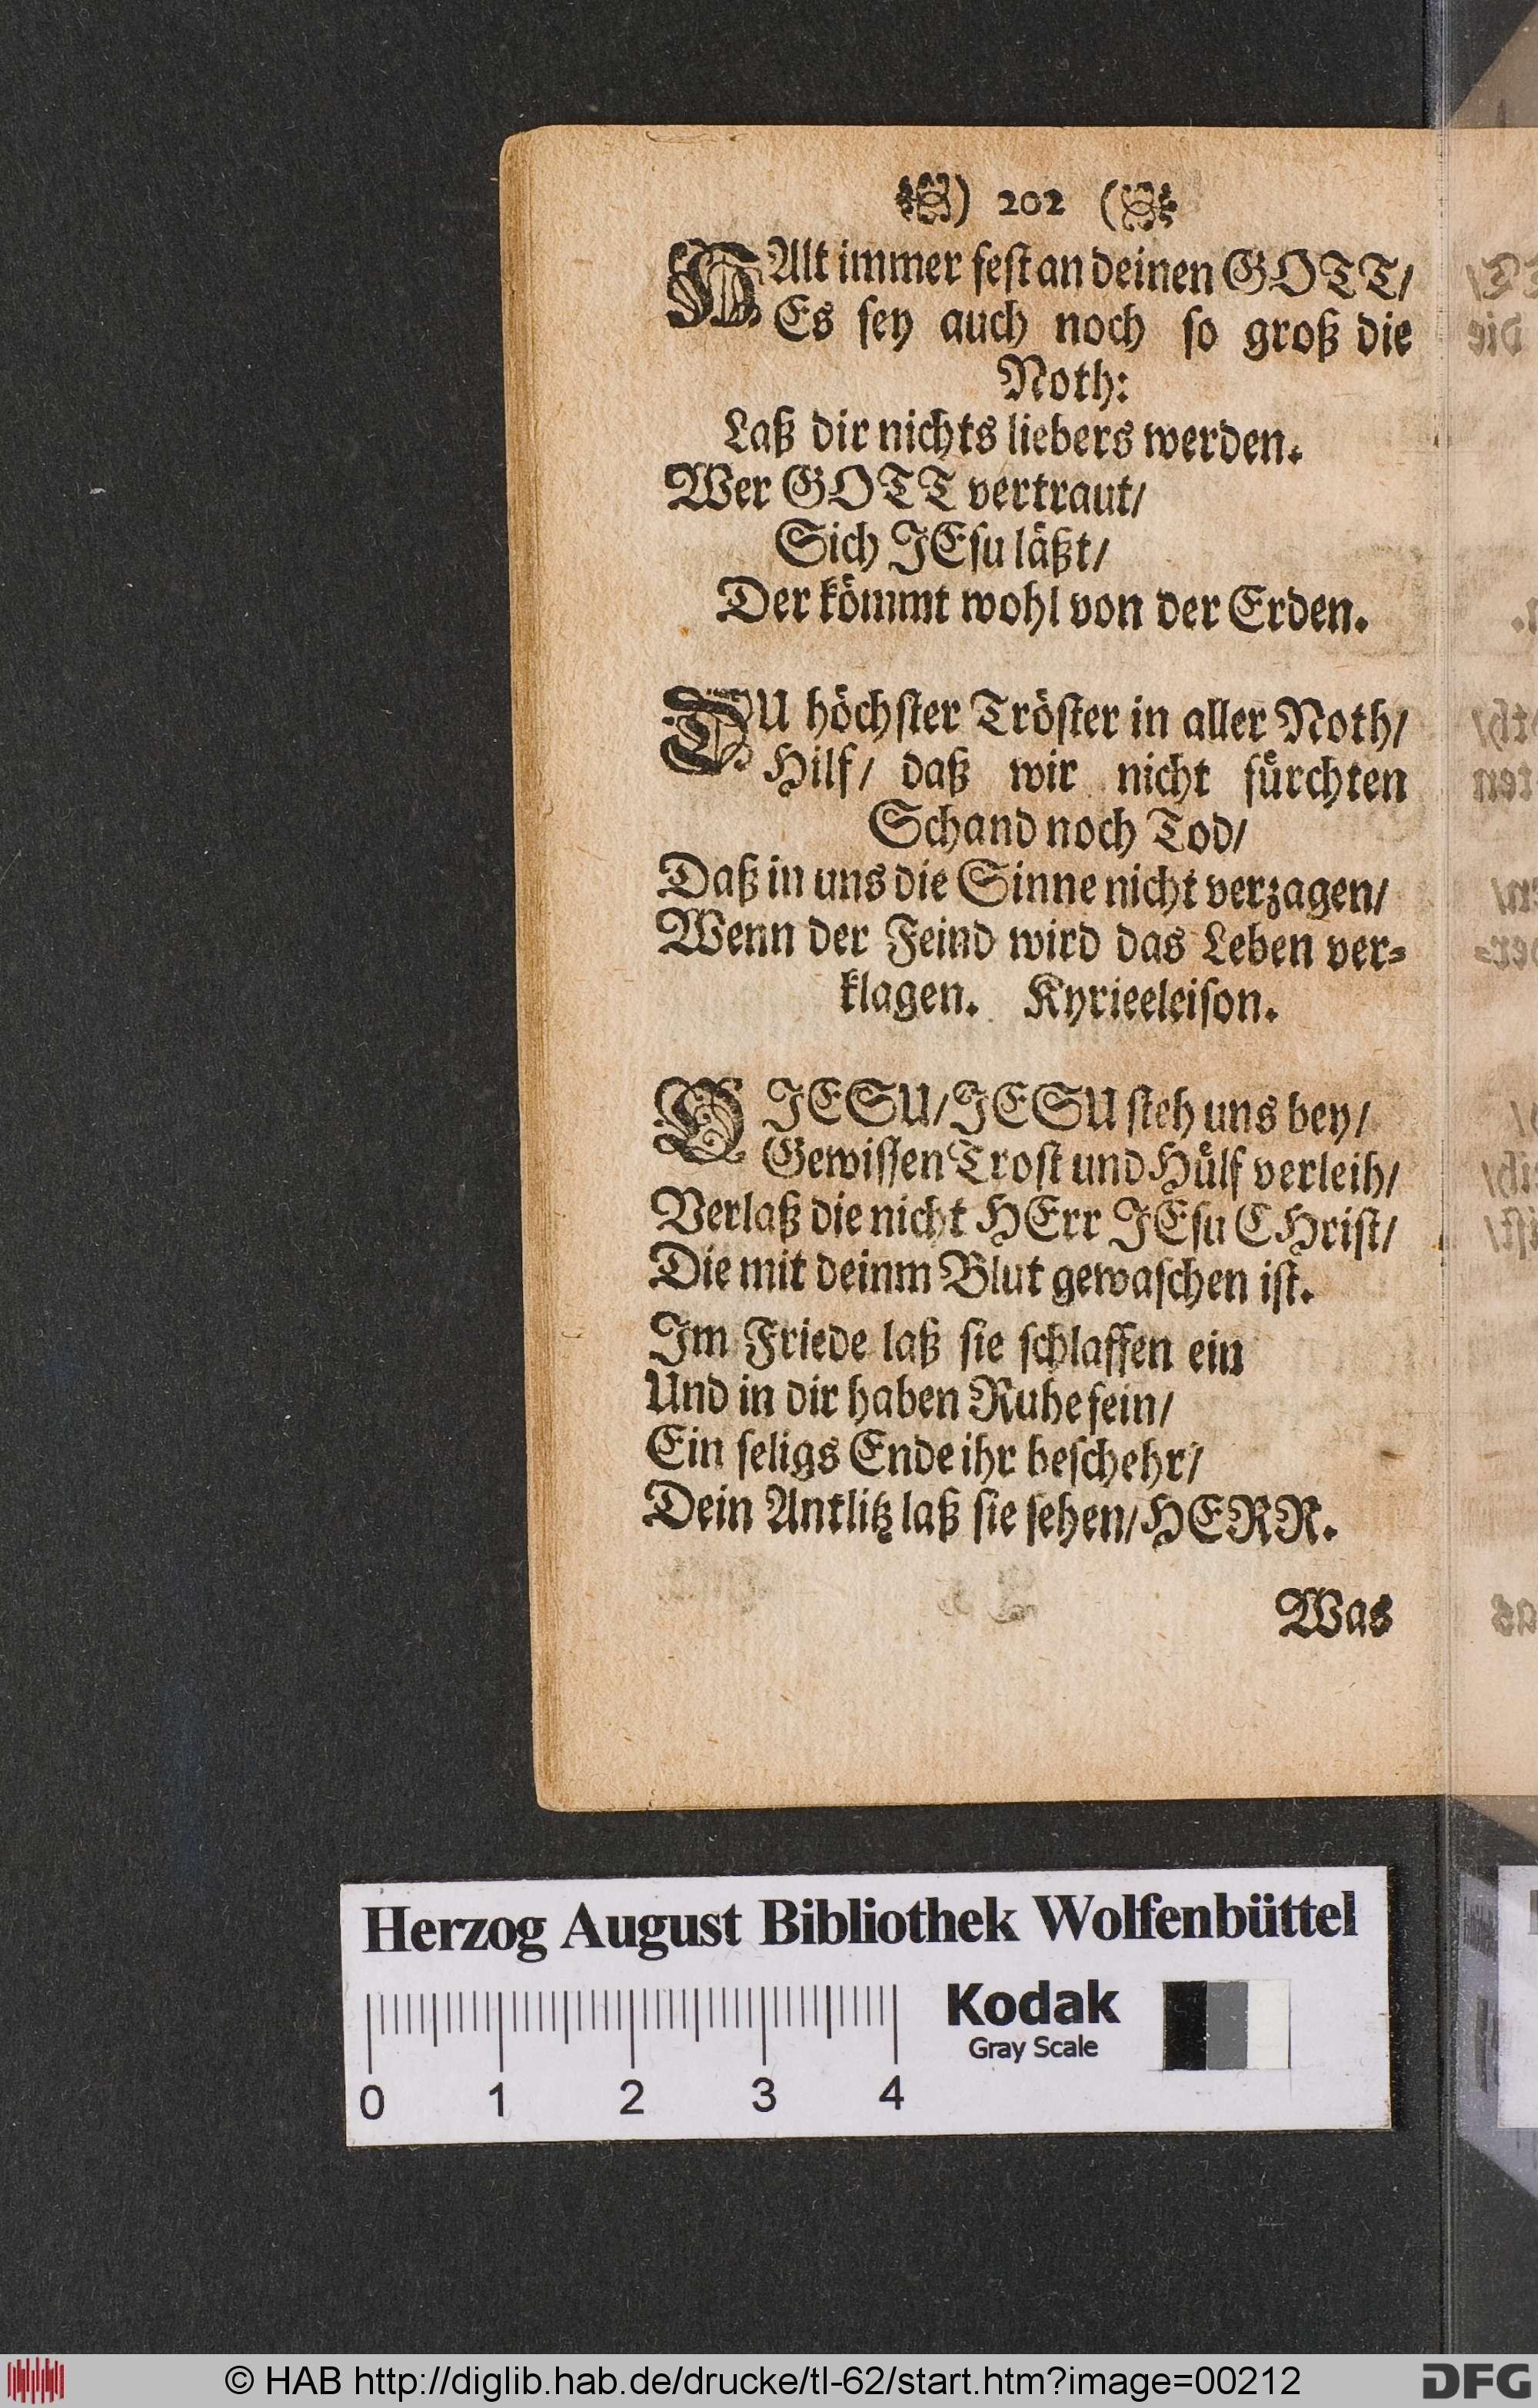 ) 202 (
HAlt immer fest an deinen GOTT/
Es sey auch noch so groß die
Noth:
Laß dir nichts liebers werden.
Wer GOTT vertraut/
Sich JEsu läßt/
Der kömmt wohl von der Erden.
DU höchster Tröster in aller Noth/
Hilf/ daß wir nicht fürchten
Schand noch Tod/
Daß in uns die Sinne nicht verzagen/
Wenn der Feind wird das Leben ver-
klagen. Kyrieeleison.
O JESU/ JESU steh uns bey/
Gewissen Trost und Hülf verleih/
Verlaß die nicht HErr JEsu CHrist/
Die mit deinm Blut gewaschen ist.
Im Friede laß sie schlaffen ein
Und in dir haben Ruhe fein/
Ein seligs Ende ihr beschehr'/
Dein Antlitz laß sie sehen/ HERR.
Was
Herzog August Bibliothek Wolfenbüttel
Kodak
Gray Scale
0 1 2 3 4
© HAB http://diglib.hab.de/drucke/tl-62/start.htm?image=00212
DFG